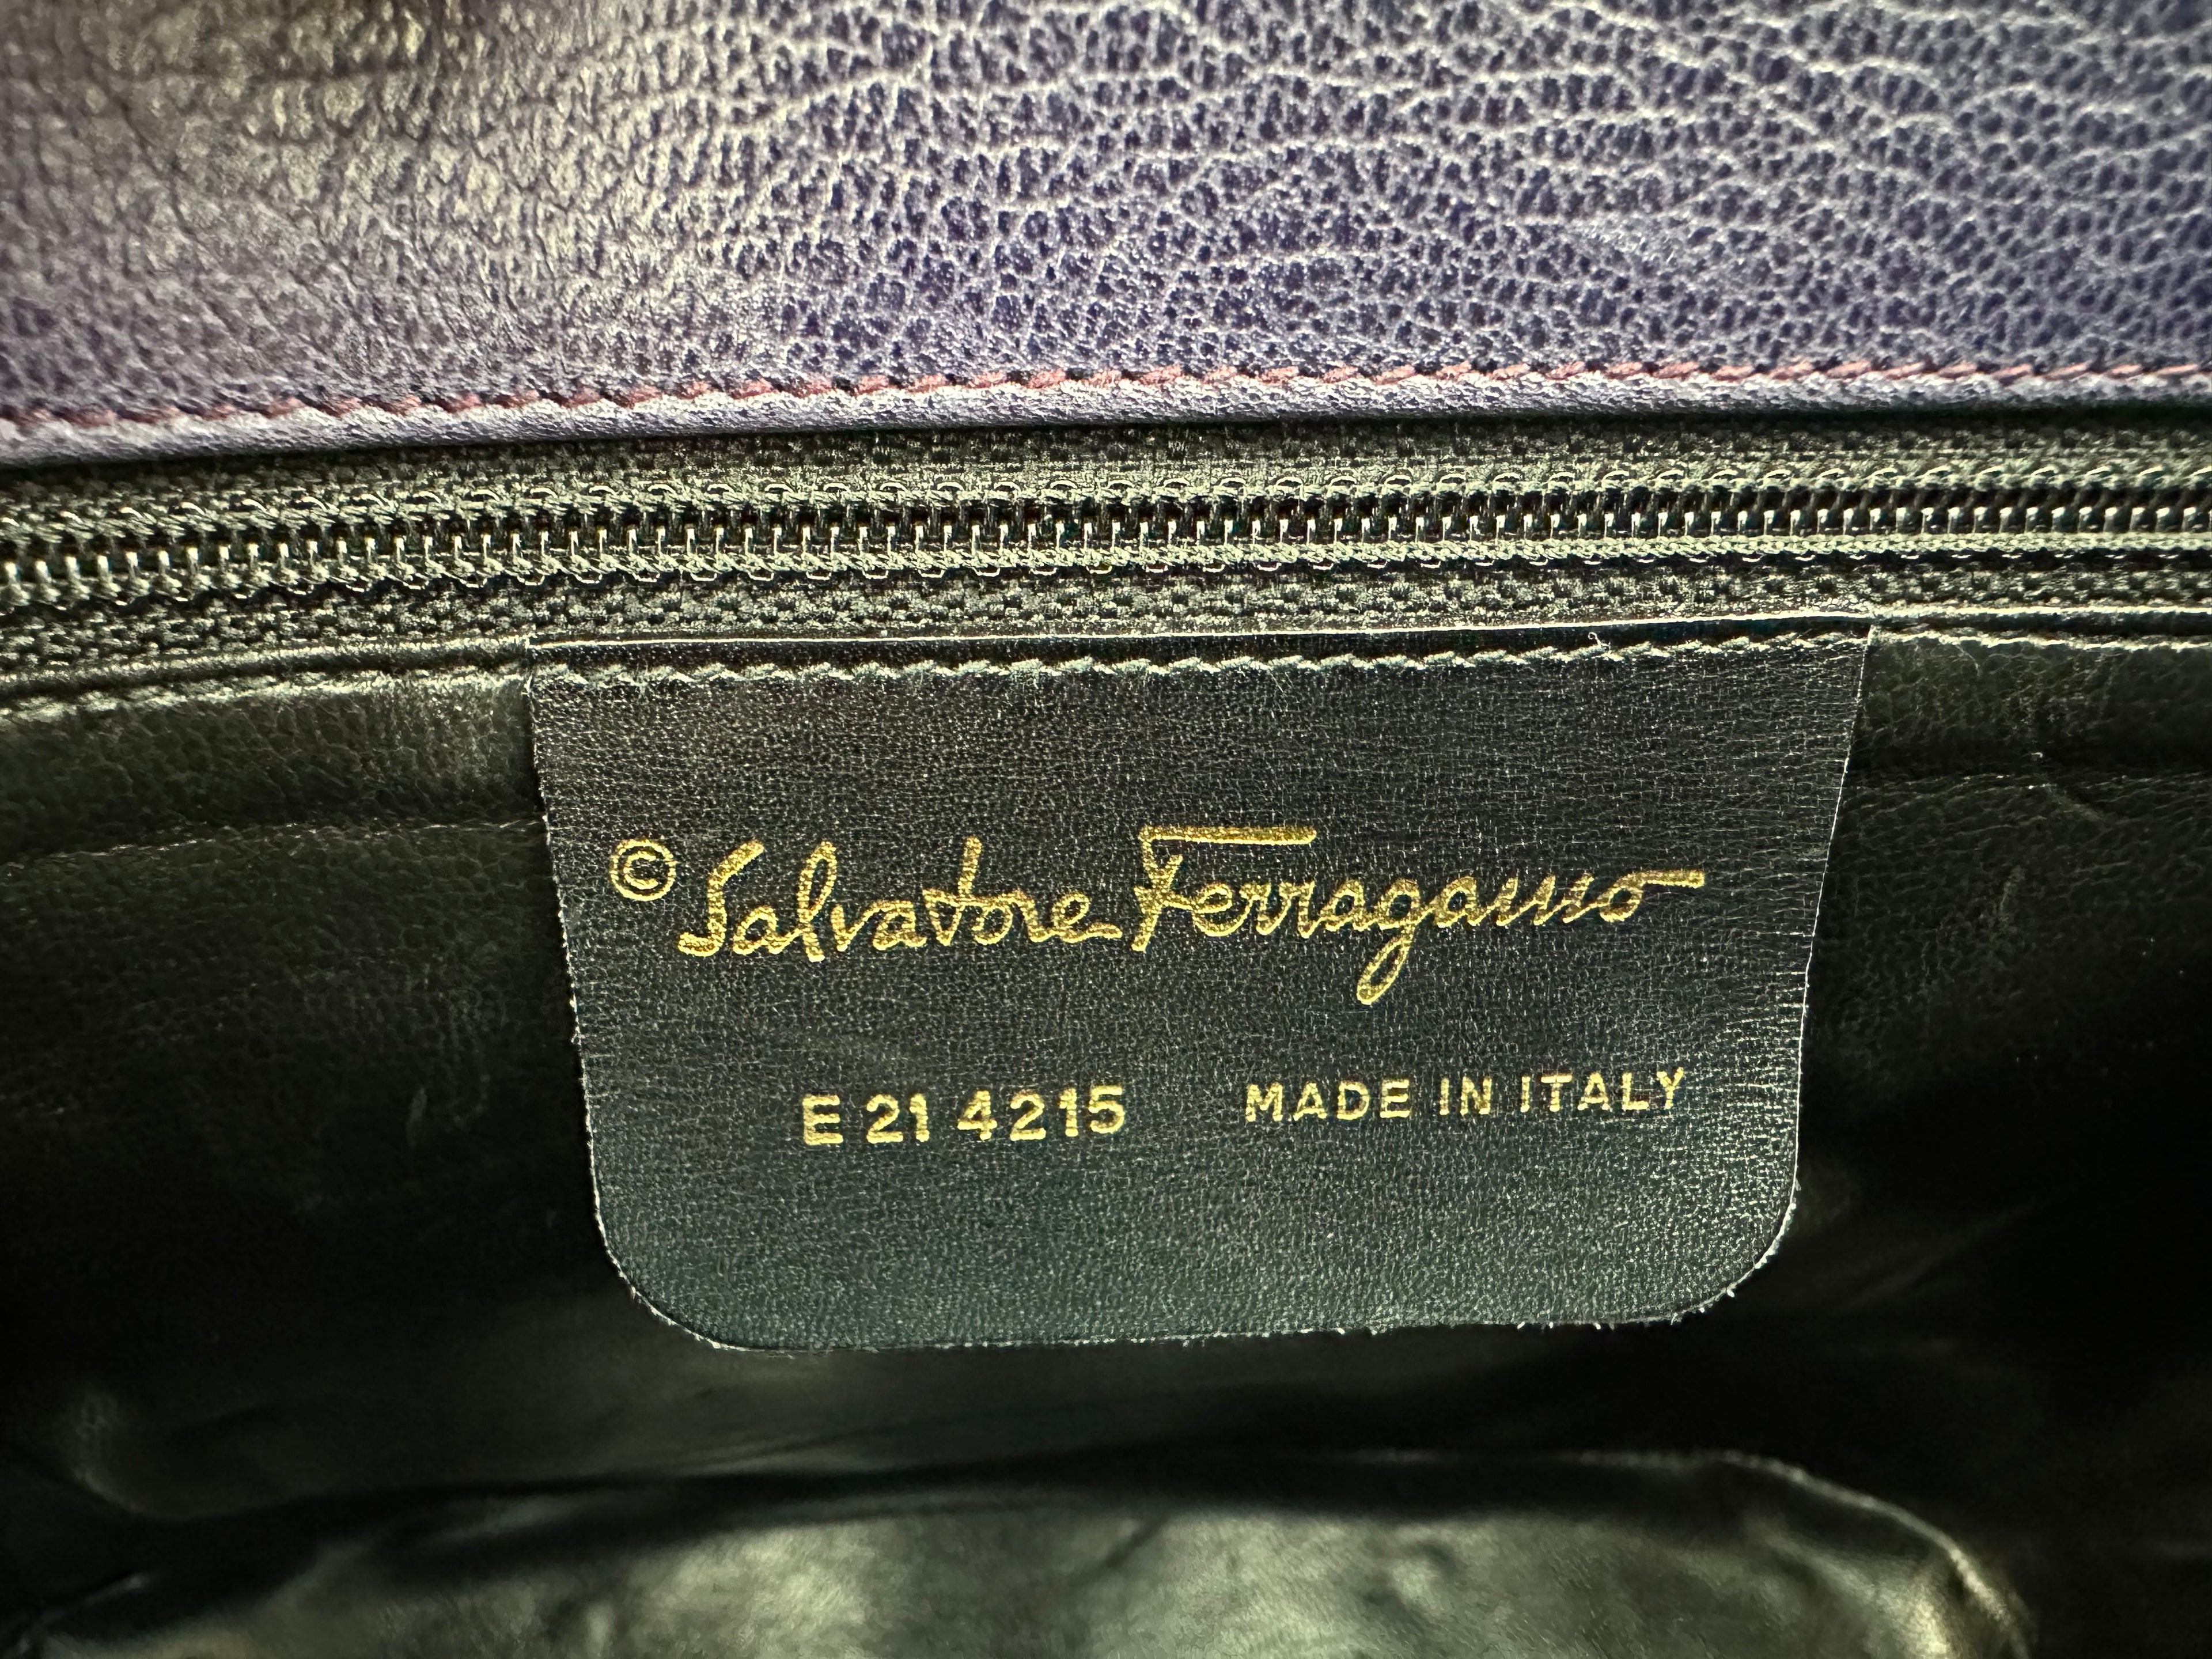 © Salvatore Ferragamo
E 21 4215 MADE IN ITALY